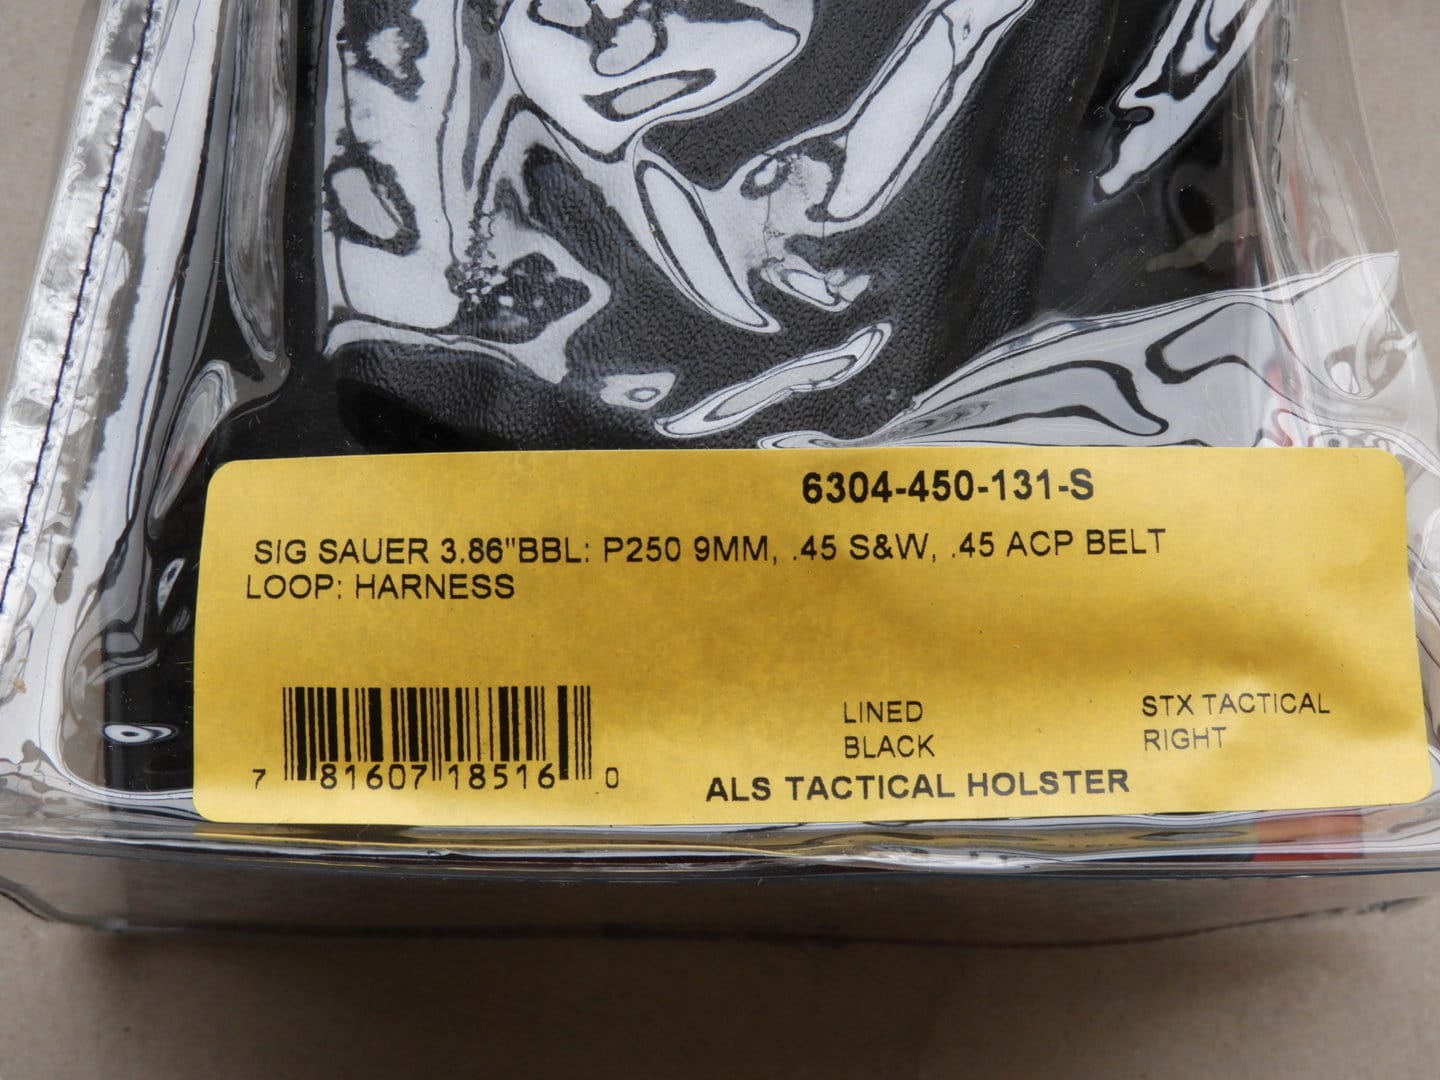 6304-450-131-S
SIG SAUER 3.86"BBL: P250 9MM, .45 S&W, .45 ACP BELT
LOOP: HARNESS
LINED STX TACTICAL
BLACK RIGHT
7 81607 18516 0
ALS TACTICAL HOLSTER